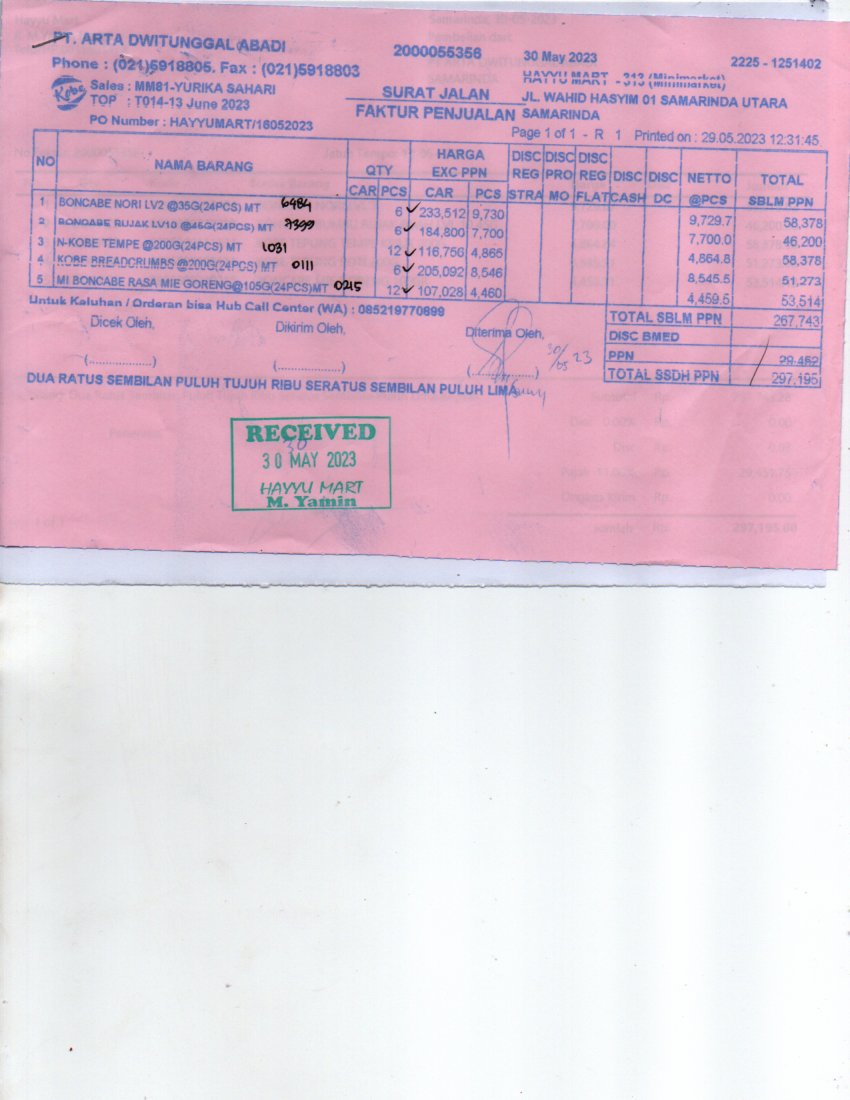 PT. ARTA DWITUNGGAL ABADI
Phone : (021)5918805. Fax : (021)5918803
Kobe
Sales : MM81-YURIKA SAHARI
TOP : T014-13 June 2023
PO Number : HAYYUMART/16052023
2000055356
30 May 2023
2225 - 1251402
HAYYU MART - 313 (Minimarket)
SURAT JALAN
JL. WAHID HASYIM 01 SAMARINDA UTARA
FAKTUR PENJUALAN
SAMARINDA
Page 1 of 1 - R 1 Printed on : 29.05.2023 12:31:45
NO NAMA BARANG QTY CAR PCS HARGA EXC PPN CAR PCS DISC REG STRA DISC PRO MO DISC REG FLAT DISC CASH DISC DC NETTO @PCS TOTAL SBLM PPN
1 BONCABE NORI LV2 @35G(24PCS) MT 6484 6 233,512 9,730 9,729.7 58,378
2 BONCABE RUJAK LV10 @45G(24PCS) MT 7399 6 184,800 7,700 7,700.0 46,200
3 N-KOBE TEMPE @200G(24PCS) MT 1031 12 116,756 4,865 4,864.8 58,378
4 KOBE BREADCRUMBS @200G(24PCS) MT 0111 6 205,092 8,546 8,545.5 51,273
5 MI BONCABE RASA MIE GORENG@105G(24PCS)MT 0215 12 107,028 4,460 4,459.5 53,514
Untuk Keluhan / Orderan bisa Hub Call Center (WA) : 085219770899
TOTAL SBLM PPN 267,743
DISC BMED
PPN 29,452
TOTAL SSDH PPN 297,195
Dicek Oleh,
Dikirim Oleh,
Diterima Oleh,
30/05 23
(...................)
(...................)
(...................)
DUA RATUS SEMBILAN PULUH TUJUH RIBU SERATUS SEMBILAN PULUH LIMA
RECEIVED
30
30 MAY 2023
HAYYU MART
M. Yamin